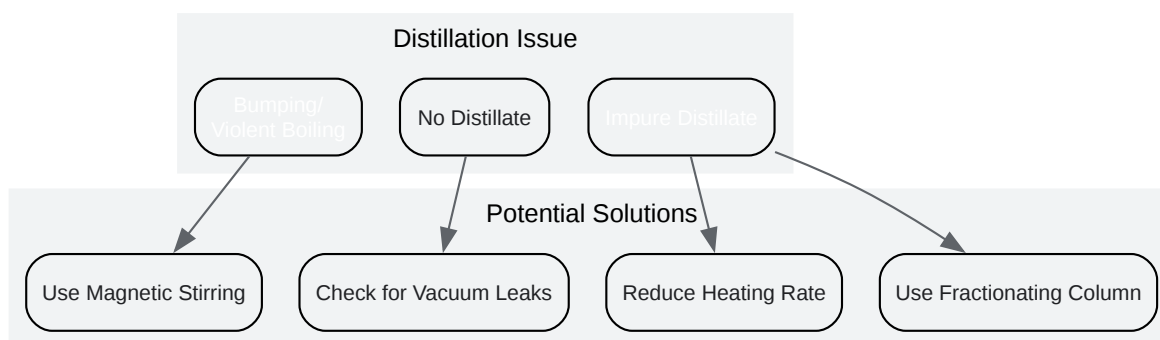 Distillation Issue
Bumping/
Violent Boiling
No Distillate
Impure Distillate
Potential Solutions
Use Magnetic Stirring
Check for Vacuum Leaks
Reduce Heating Rate
Use Fractionating Column